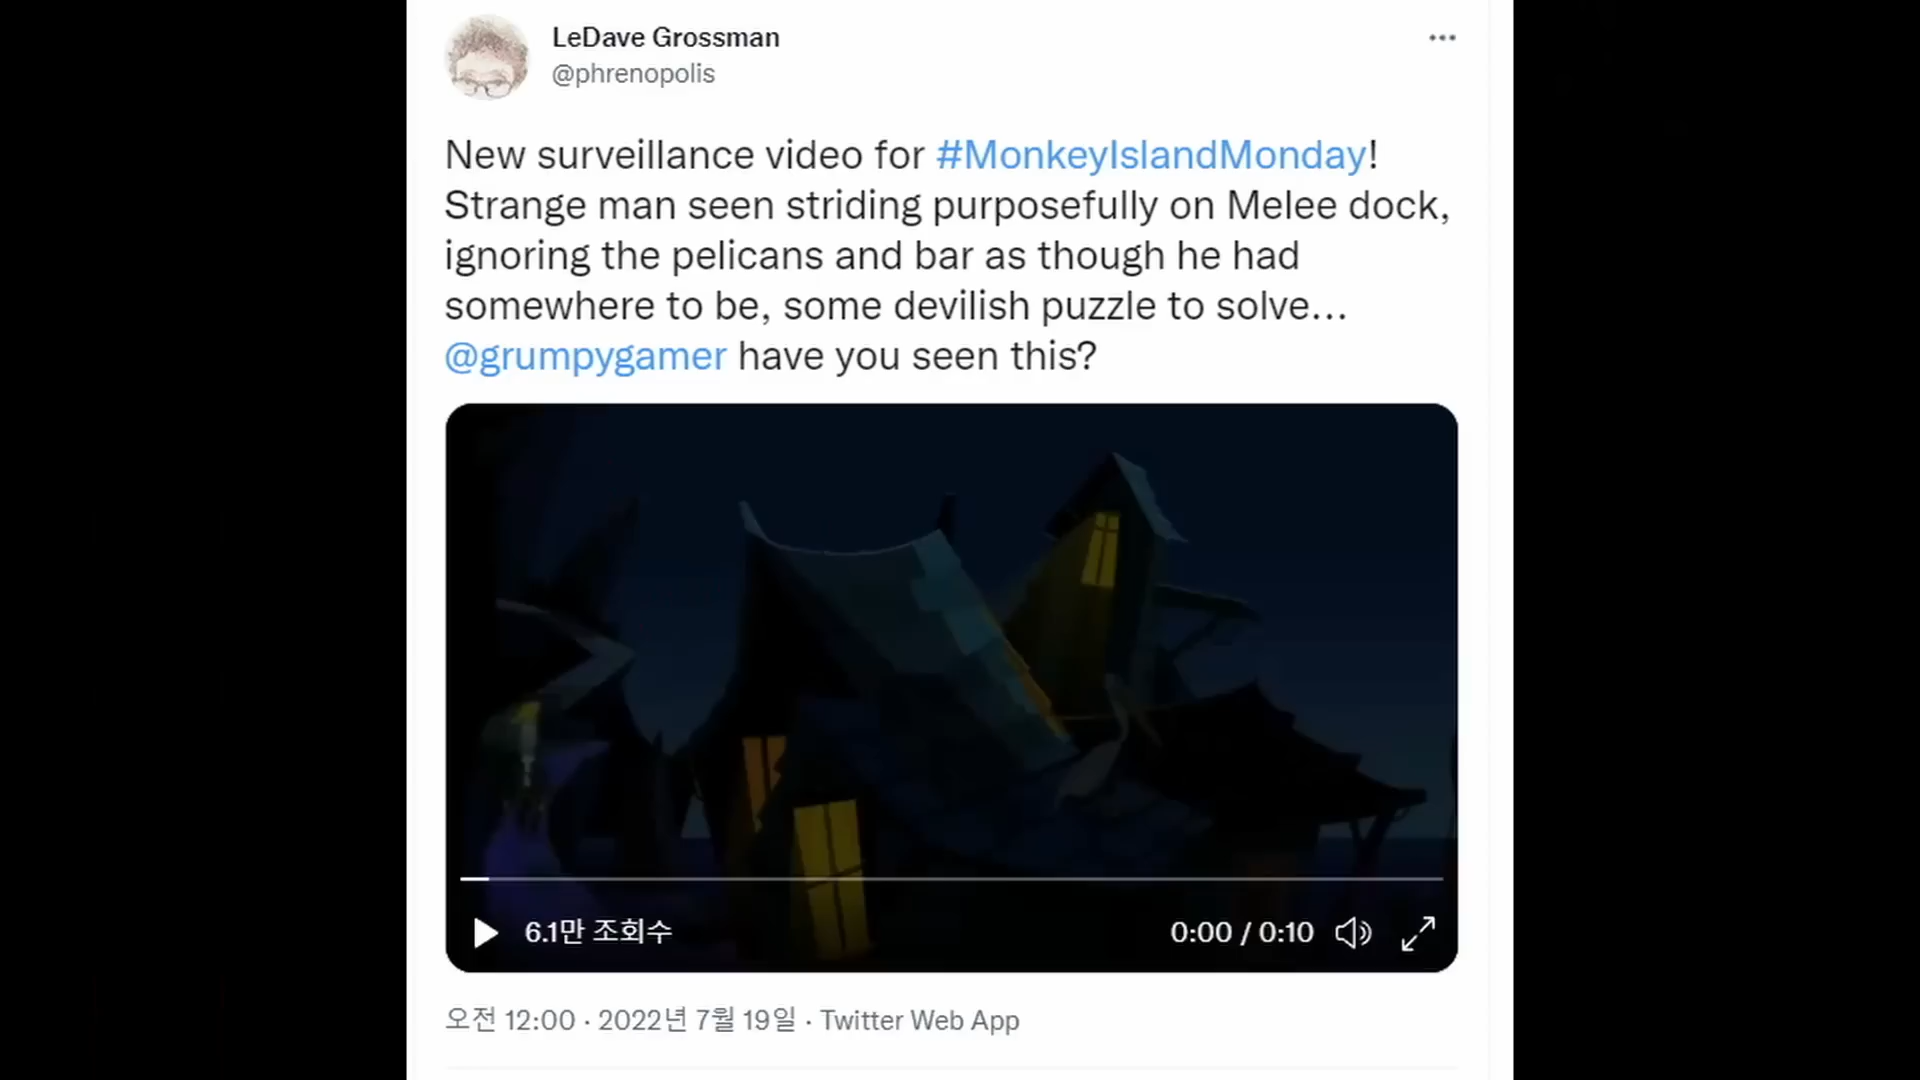 LeDave Grossman
@phrenopolis
New surveillance video for #MonkeyIslandMonday!
Strange man seen striding purposefully on Melee dock,
ignoring the pelicans and bar as though he had
somewhere to be, some devilish puzzle to solve...
@grumpygamer have you seen this?
6.1만 조회수
0:00 / 0:10
오전 12:00 · 2022년 7월 19일 · Twitter Web App